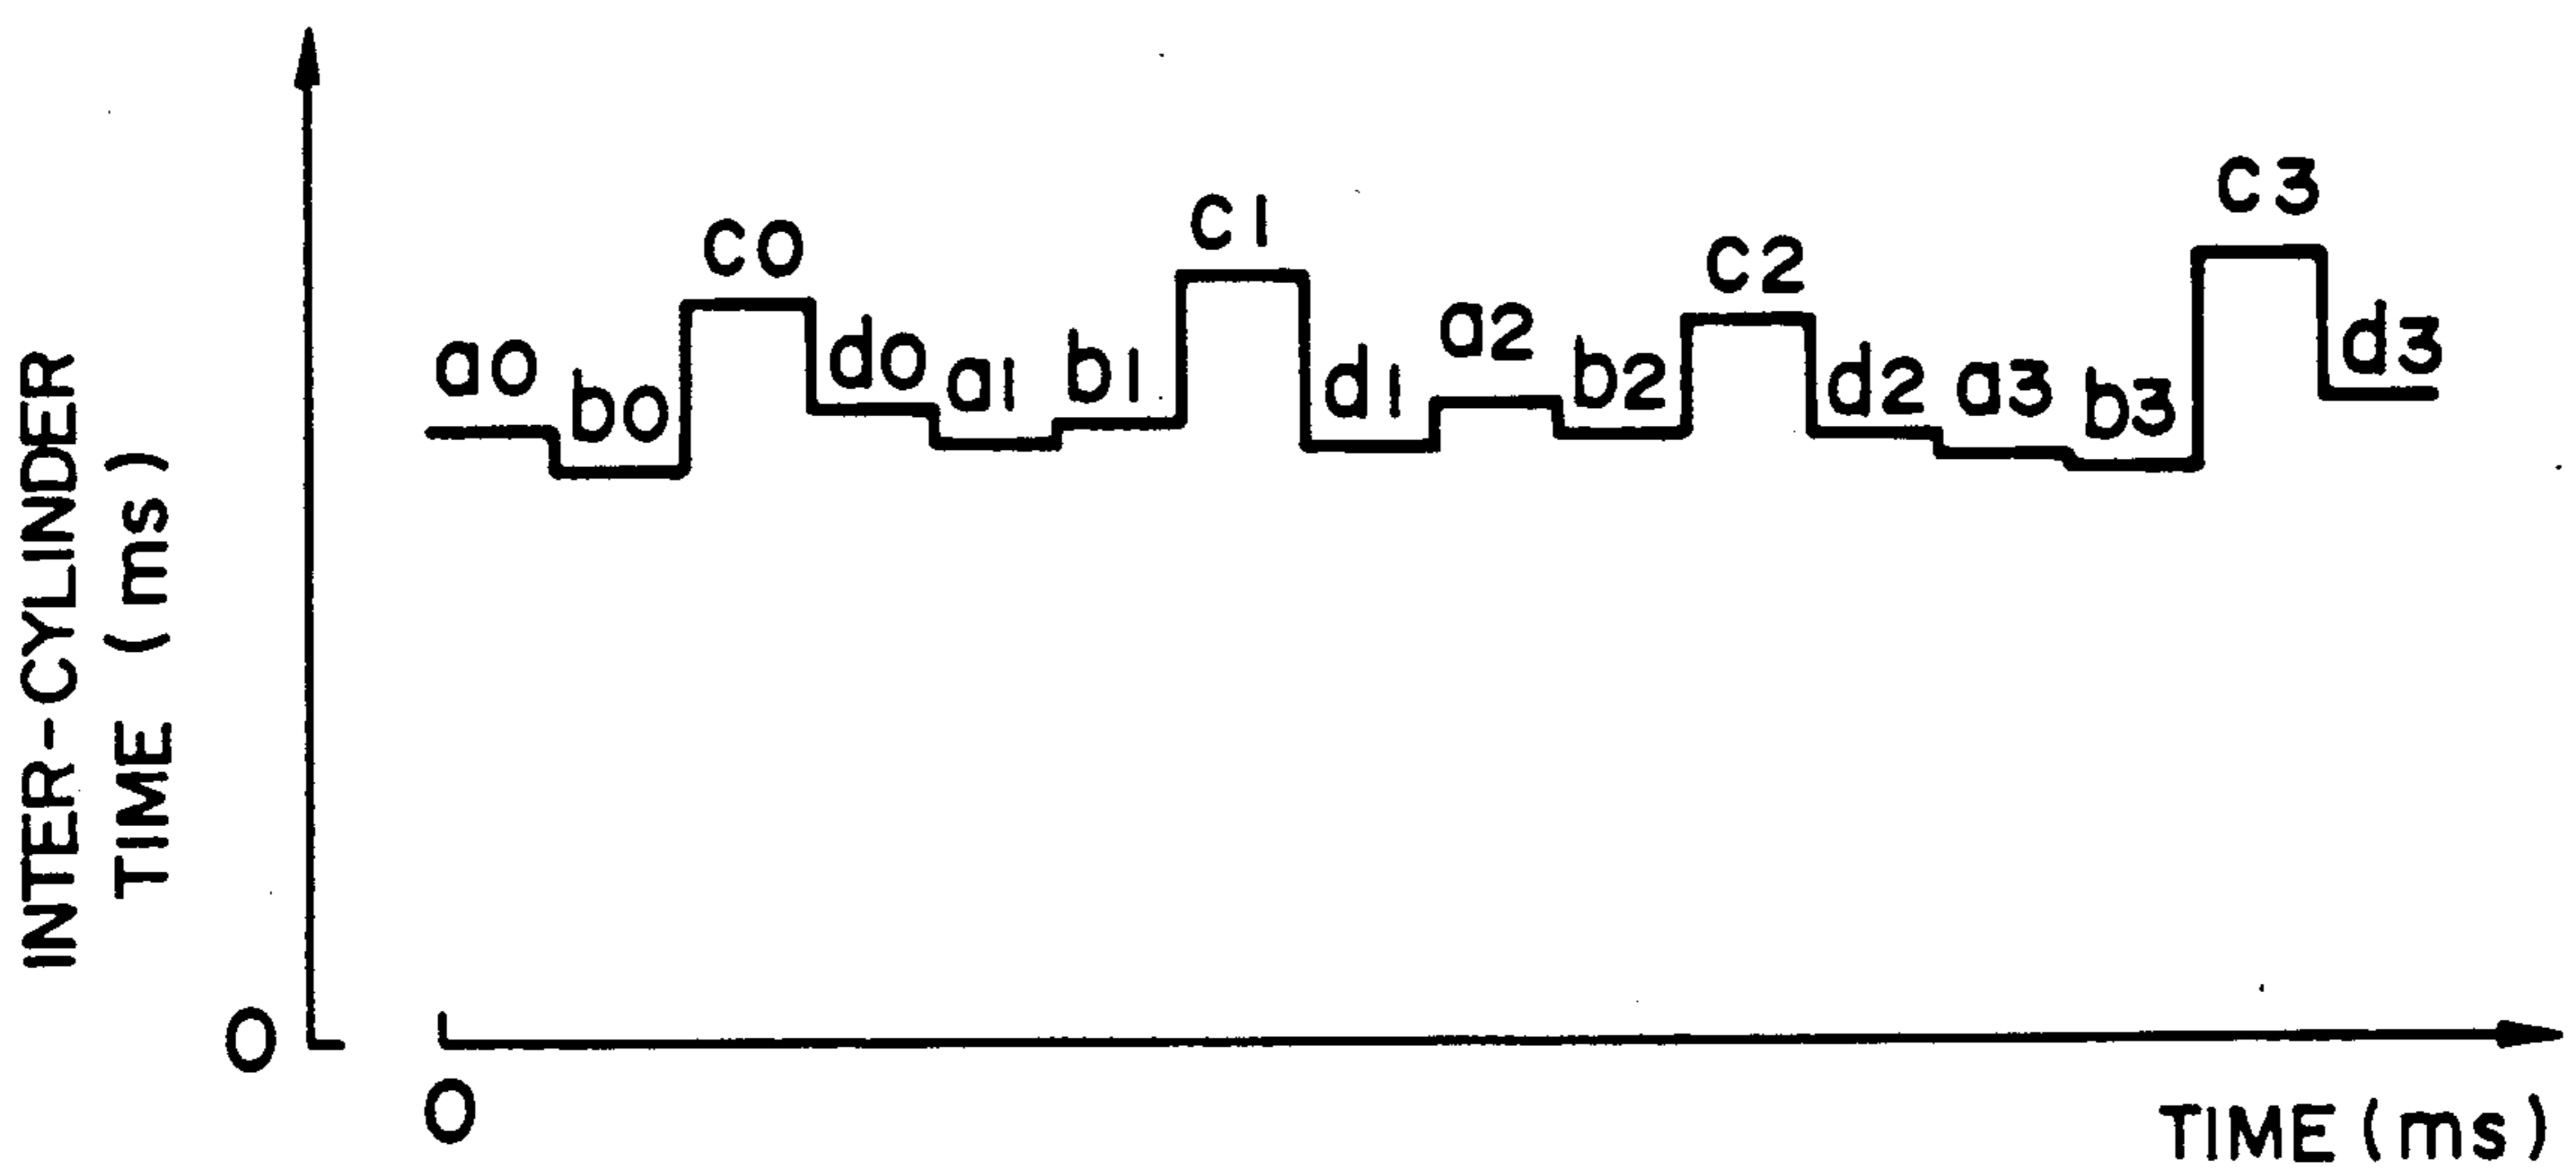 INTER-CYLINDER
TIME (ms)
a0
b0
c0
d0
a1
b1
c1
d1
a2
b2
c2
d2
a3
b3
c3
d3
0
0
TIME (ms)